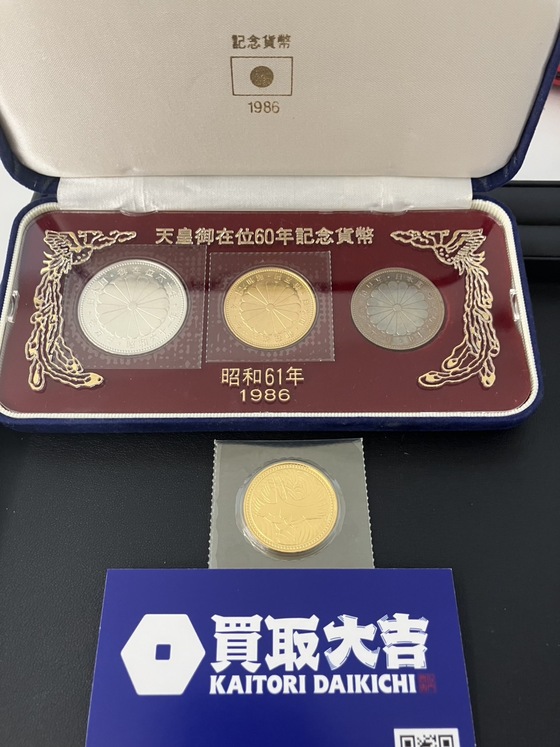 記念貨幣
1986
天皇御在位60年記念貨幣
昭和61年
1986
買取大吉
KAITORI DAIKICHI